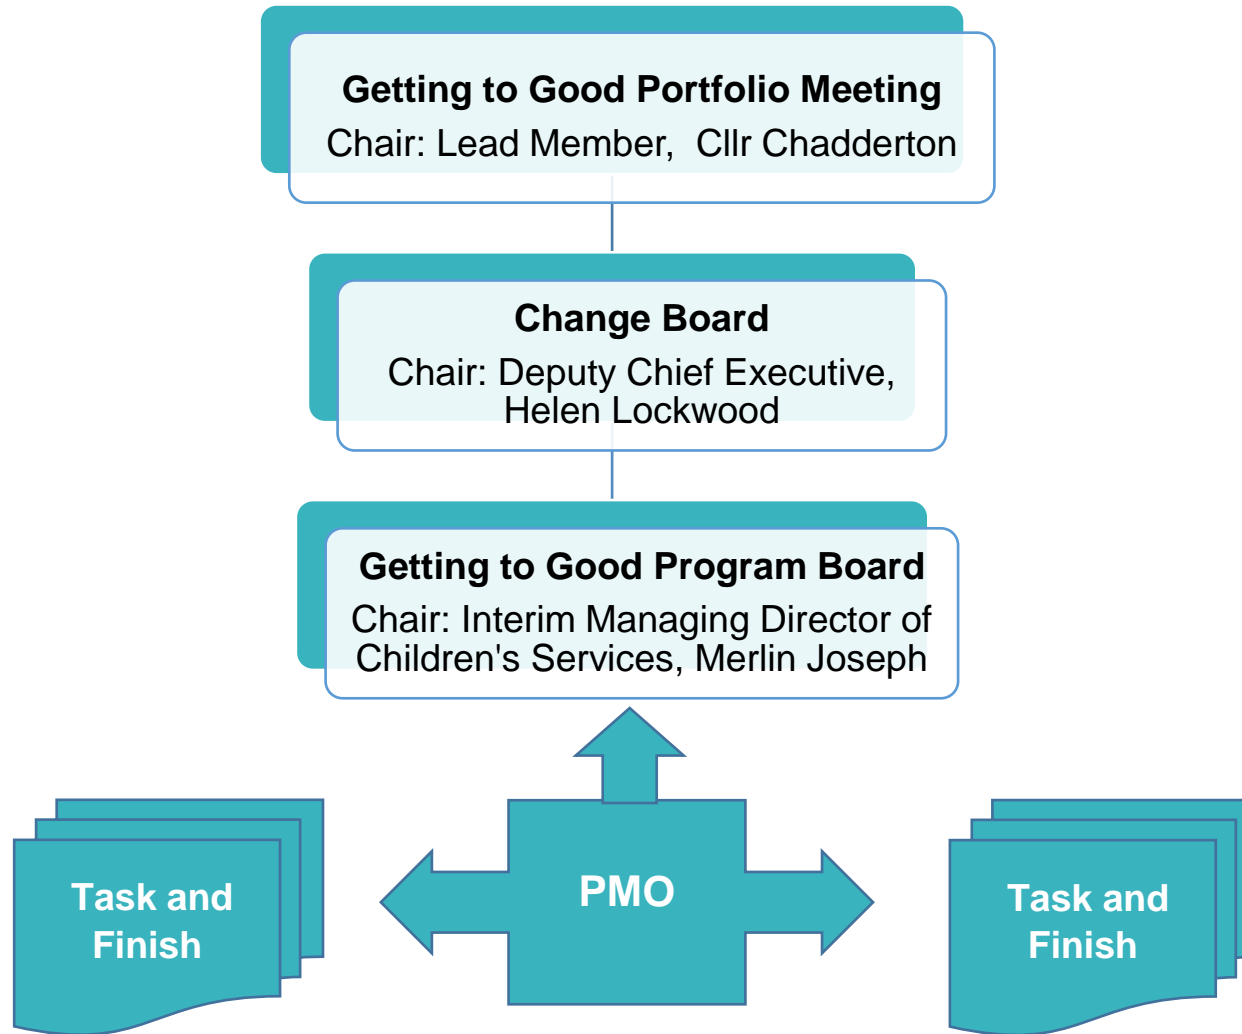 Getting to Good Portfolio Meeting
Chair: Lead Member,  Cllr Chadderton
Change Board
Chair: Deputy Chief Executive,
Helen Lockwood
Getting to Good Program Board
Chair: Interim Managing Director of
Children's Services, Merlin Joseph
Task and
Finish
PMO
Task and
Finish